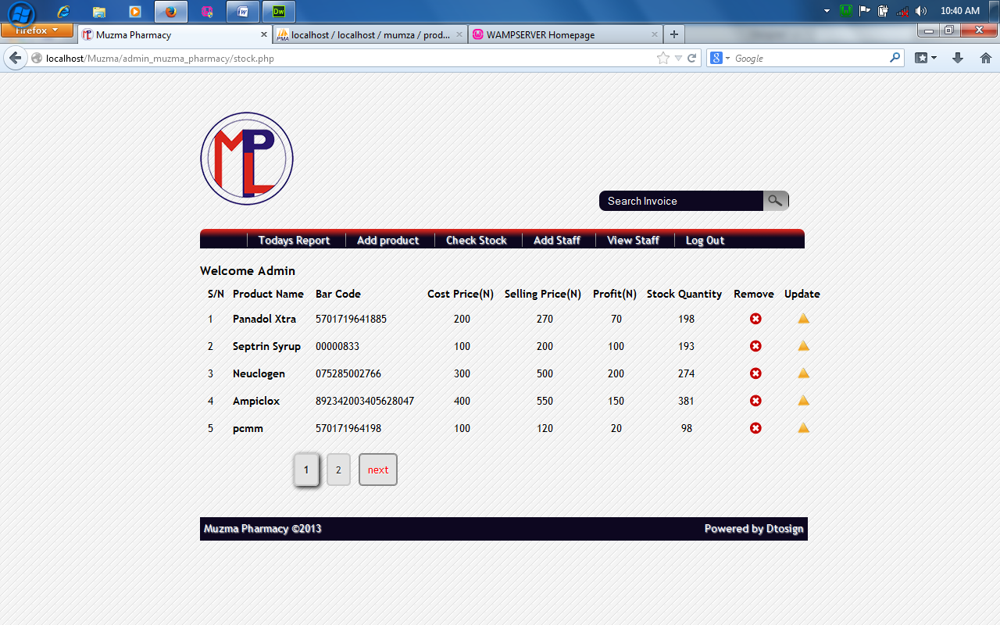 W Dw 10:40 AM
Firefox
Muzma Pharmacy localhost / localhost / mumza / prod... WAMPSERVER Homepage
localhost/Muzma/admin_muzma_pharmacy/stock.php 8 Google
MPL
Search Invoice
Todays Report Add product Check Stock Add Staff View Staff Log Out
Welcome Admin
S/N Product Name Bar Code Cost Price(N) Selling Price(N) Profit(N) Stock Quantity Remove Update
1 Panadol Xtra 5701719641885 200 270 70 198
2 Septrin Syrup 00000833 100 200 100 193
3 Neuclogen 075285002766 300 500 200 274
4 Ampiclox 892342003405628047 400 550 150 381
5 pcmm 570171964198 100 120 20 98
1 2 next
Muzma Pharmacy ©2013 Powered by Dtosign